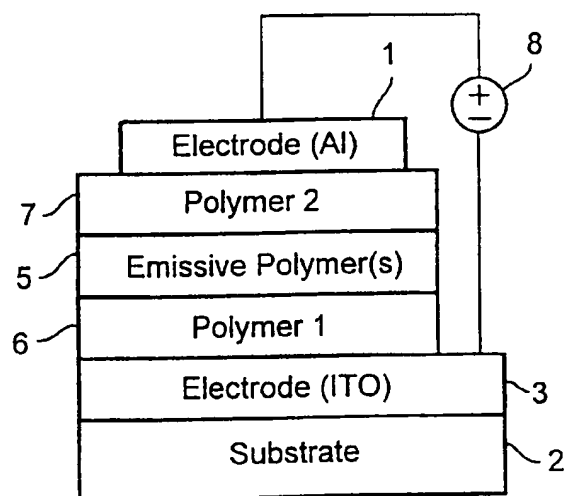 8
1
+
−
Electrode (Al)
7
Polymer 2
5
Emissive Polymer(s)
6
Polymer 1
Electrode (ITO)
3
Substrate
2